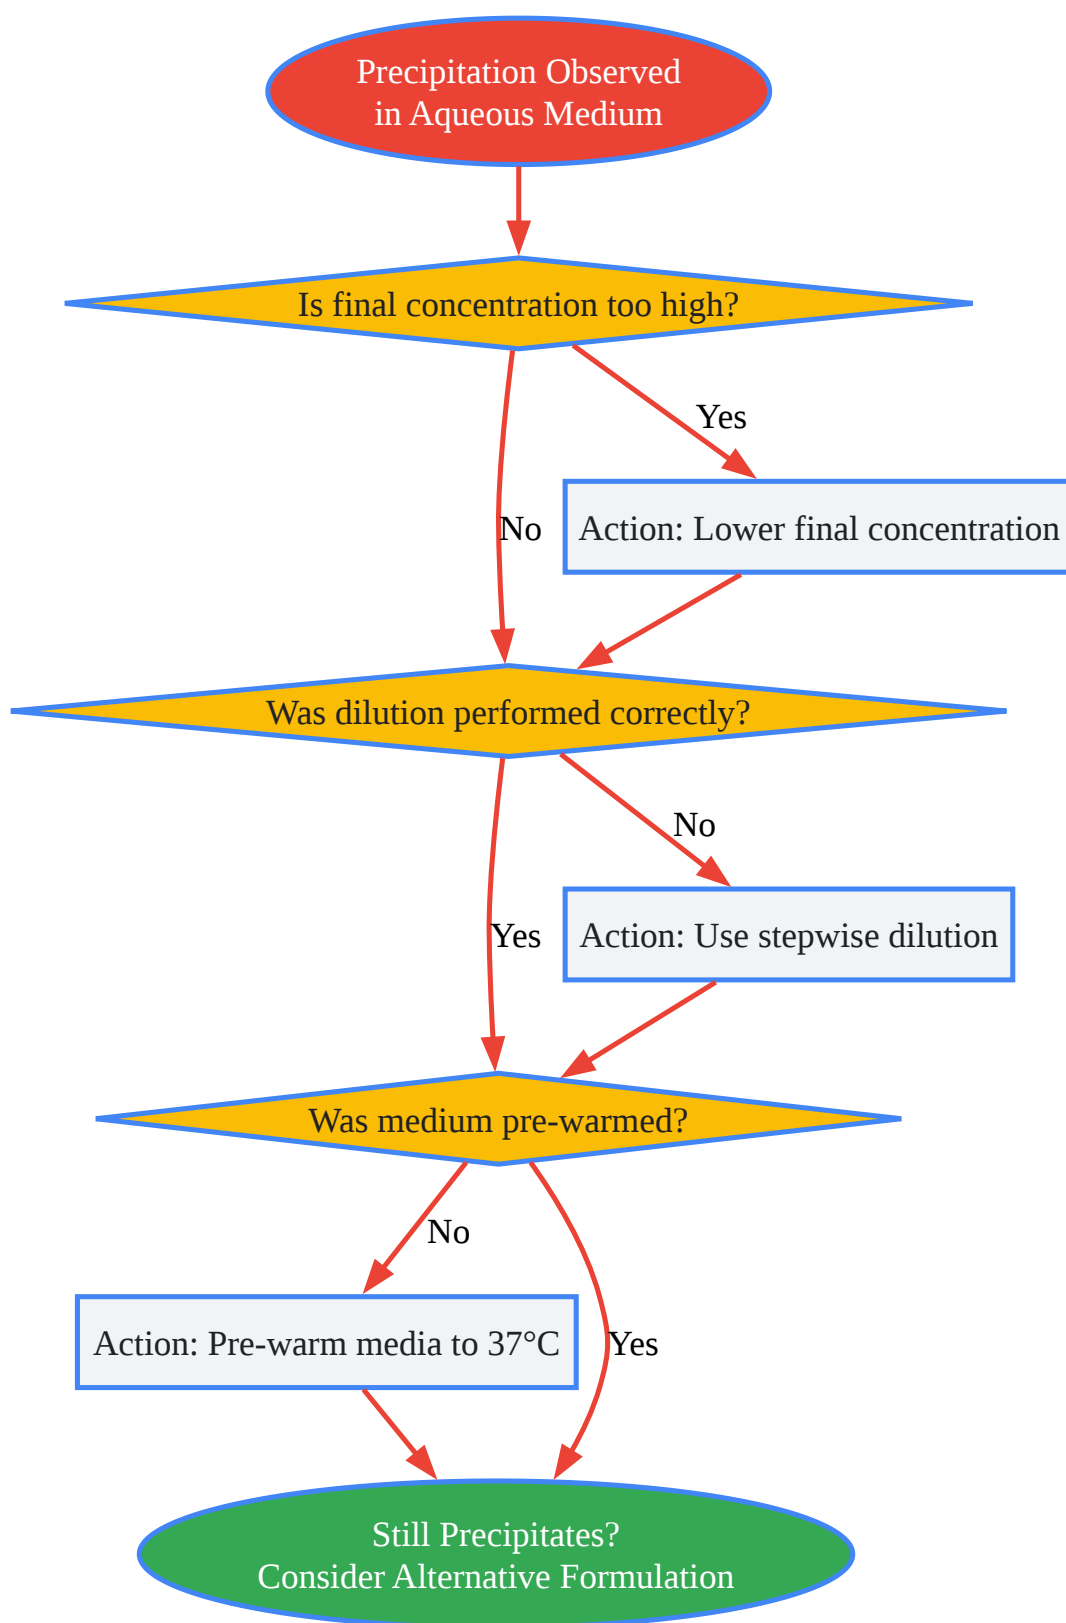 Precipitation Observed
in Aqueous Medium
Is final concentration too high?
Yes
No
Action: Lower final concentration
Was dilution performed correctly?
No
Yes
Action: Use stepwise dilution
Was medium pre-warmed?
No
Action: Pre-warm media to 37°C
Yes
Still Precipitates?
Consider Alternative Formulation